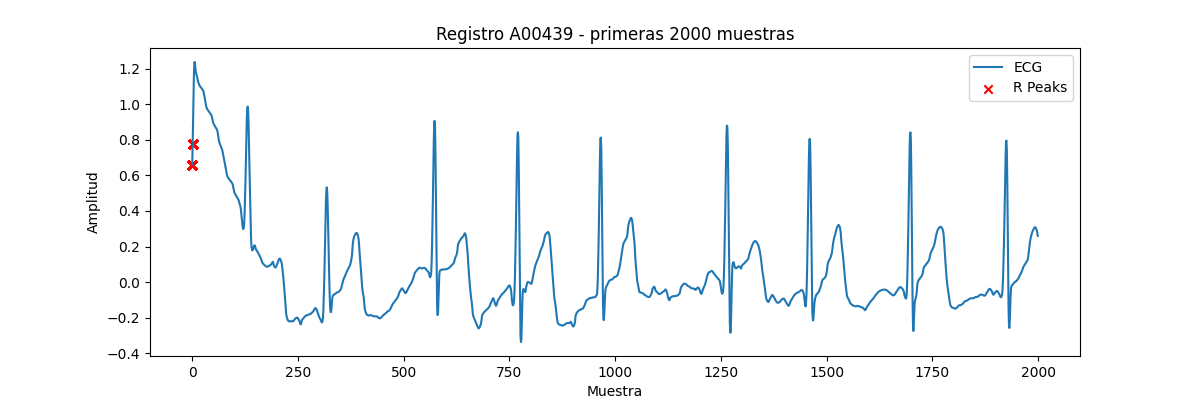 Registro A00439 - primeras 2000 muestras
ECG
R Peaks
Amplitud
1.2
1.0
0.8
0.6
0.4
0.2
0.0
−0.2
−0.4
0 250 500 750 1000 1250 1500 1750 2000
Muestra